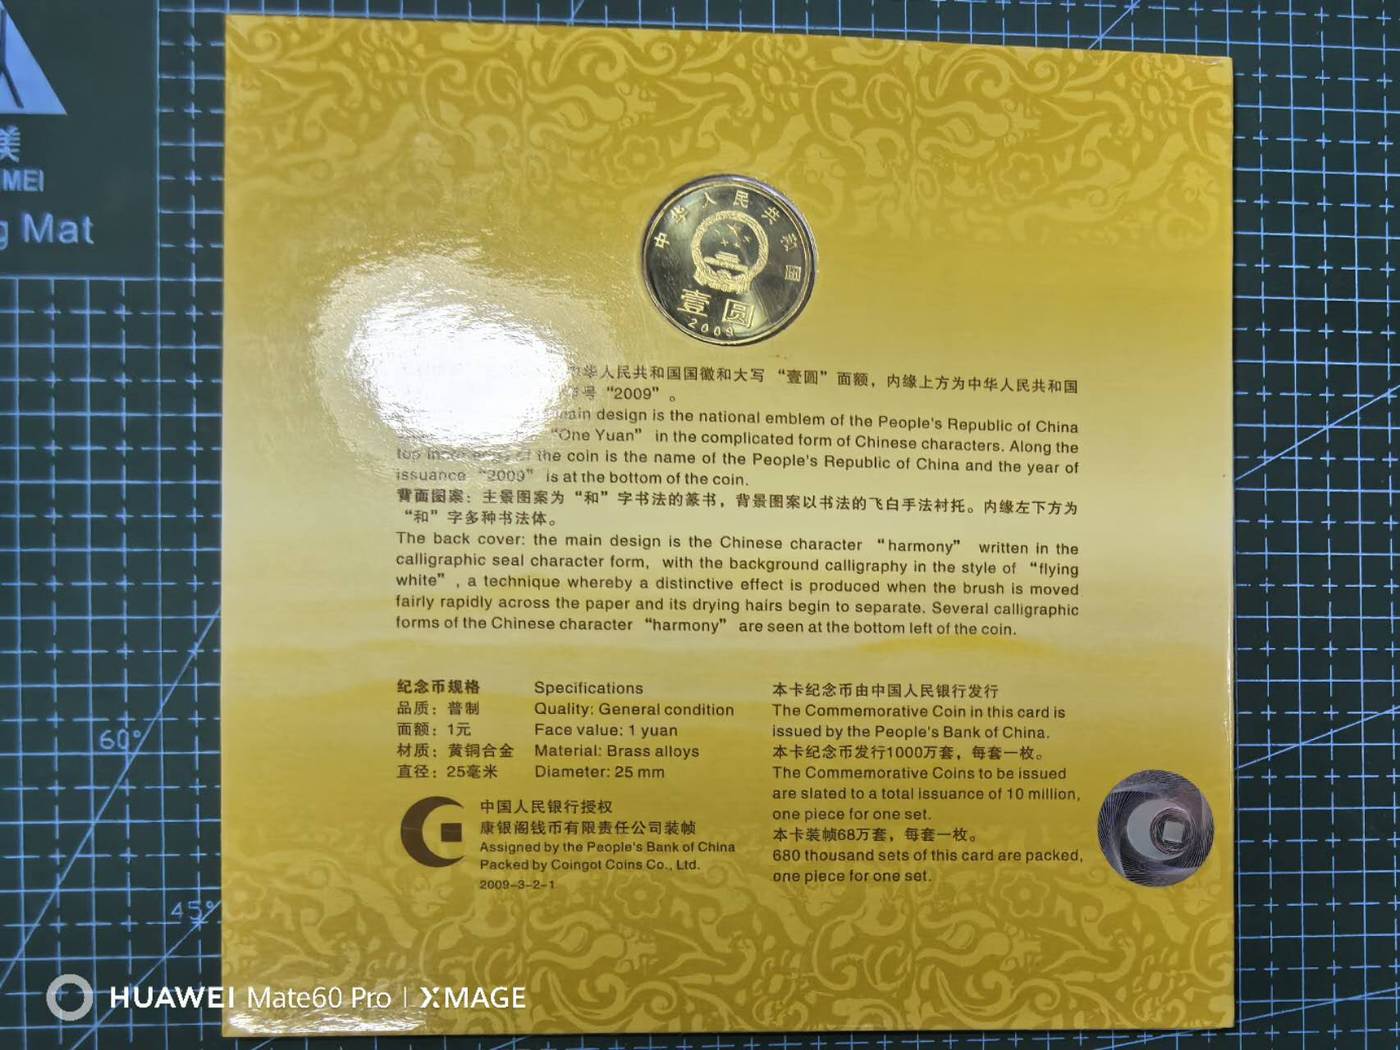 MEI
Mat
中华人民共和国
壹圆
2009
华人民共和国国徽和大写“壹圆”面额，内缘上方为中华人民共和国
号“2009”。
main design is the national emblem of the People's Republic of China
“One Yuan” in the complicated form of Chinese characters. Along the
top of the coin is the name of the People's Republic of China and the year of
issuance “2009” is at the bottom of the coin.
背面图案：主景图案为“和”字书法的篆书，背景图案以书法的飞白手法衬托。内缘左下方为
“和”字多种书法体。
The back cover: the main design is the Chinese character “harmony” written in the
calligraphic seal character form, with the background calligraphy in the style of “flying
white”, a technique whereby a distinctive effect is produced when the brush is moved
fairly rapidly across the paper and its drying hairs begin to separate. Several calligraphic
forms of the Chinese character “harmony” are seen at the bottom left of the coin.
纪念币规格 Specifications
品质：普制 Quality: General condition
面额：1元 Face value: 1 yuan
材质：黄铜合金 Material: Brass alloys
直径：25毫米 Diameter: 25 mm
中国人民银行授权
康银阁钱币有限责任公司装帧
Assigned by the People's Bank of China
Packed by Coingot Coins Co., Ltd.
2009-3-2-1
本卡纪念币由中国人民银行发行
The Commemorative Coin in this card is
issued by the People's Bank of China.
本卡纪念币发行1000万套，每套一枚。
The Commemorative Coins to be issued
are slated to a total issuance of 10 million,
one piece for one set.
本卡装帧68万套，每套一枚。
680 thousand sets of this card are packed,
one piece for one set.
60°
45°
HUAWEI Mate60 Pro | XMAGE